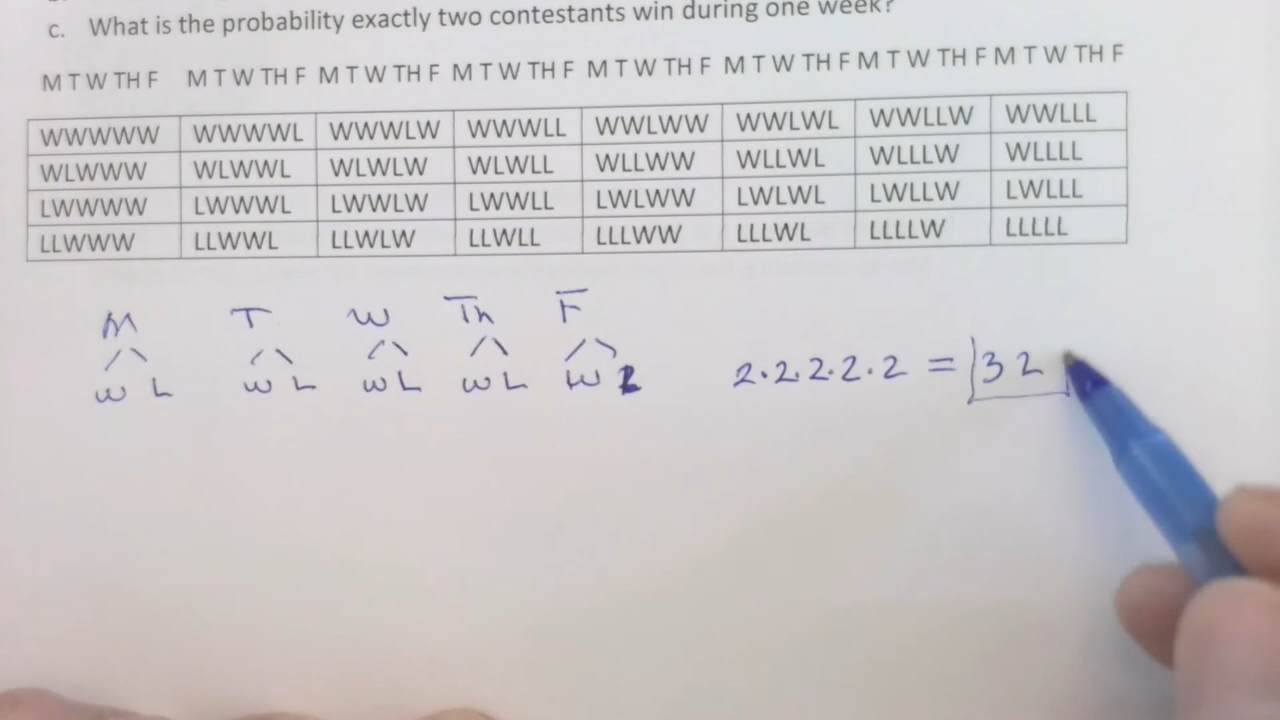 c. What is the probability exactly two contestants win during one week?
M T W TH F M T W TH F M T W TH F M T W TH F M T W TH F M T W TH F M T W TH F M T W TH F
WWWWW WWWWL WWWLW WWWLL WWLWW WWLWL WWLLW WWLLL
WLWWW WLWWL WLWLW WLWLL WLLWW WLLWL WLLLW WLLLL
LWWWW LWWWL LWWLW LWWLL LWLWW LWLWL LWLLW LWLLL
LLWWW LLWWL LLWLW LLWLL LLLWW LLLWL LLLLW LLLLL
M T W Th F
W L W L W L W L W L 2·2·2·2·2 = 32